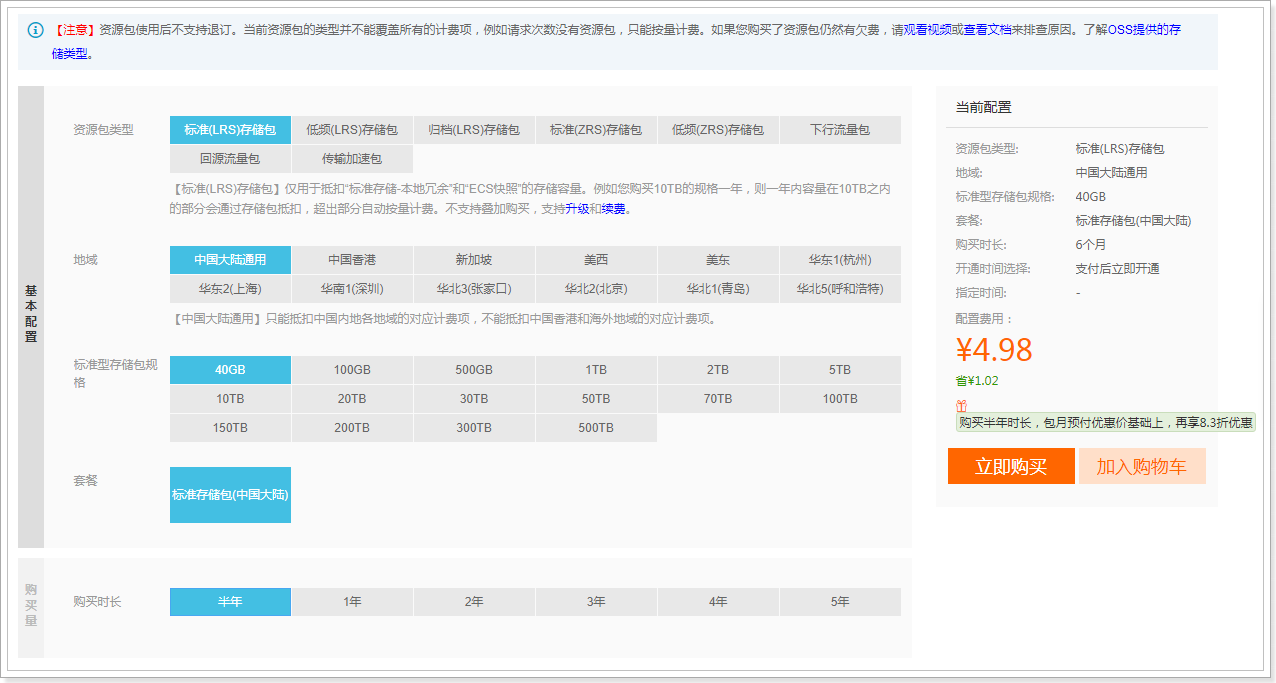 【注意】资源包使用后不支持退订。当前资源包的类型并不能覆盖所有的计费项，例如请求次数没有资源包，只能按量计费。如果您购买了资源包仍然有欠费，请观看视频或查看文档来排查原因。了解OSS提供的存
储类型。
基本配置
资源包类型
标准(LRS)存储包 低频(LRS)存储包 归档(LRS)存储包 标准(ZRS)存储包 低频(ZRS)存储包 下行流量包
回源流量包 传输加速包
【标准(LRS)存储包】仅用于抵扣“标准存储-本地冗余”和“ECS快照”的存储容量。例如您购买10TB的规格一年，则一年内容量在10TB之内
的部分会通过存储包抵扣，超出部分自动按量计费。不支持叠加购买，支持升级和续费。
地域
中国大陆通用 中国香港 新加坡 美西 美东 华东1(杭州)
华东2(上海) 华南1(深圳) 华北3(张家口) 华北2(北京) 华北1(青岛) 华北5(呼和浩特)
【中国大陆通用】只能抵扣中国内地各地域的对应计费项，不能抵扣中国香港和海外地域的对应计费项。
标准型存储包规
格
40GB 100GB 500GB 1TB 2TB 5TB
10TB 20TB 30TB 50TB 70TB 100TB
150TB 200TB 300TB 500TB
套餐
标准存储包(中国大陆)
购买量
购买时长
半年 1年 2年 3年 4年 5年
当前配置
资源包类型: 标准(LRS)存储包
地域: 中国大陆通用
标准型存储包规格: 40GB
套餐: 标准存储包(中国大陆)
购买时长: 6个月
开通时间选择: 支付后立即开通
指定时间: -
配置费用：
¥4.98
省¥1.02
购买半年时长，包月预付优惠价基础上，再享8.3折优惠
立即购买 加入购物车